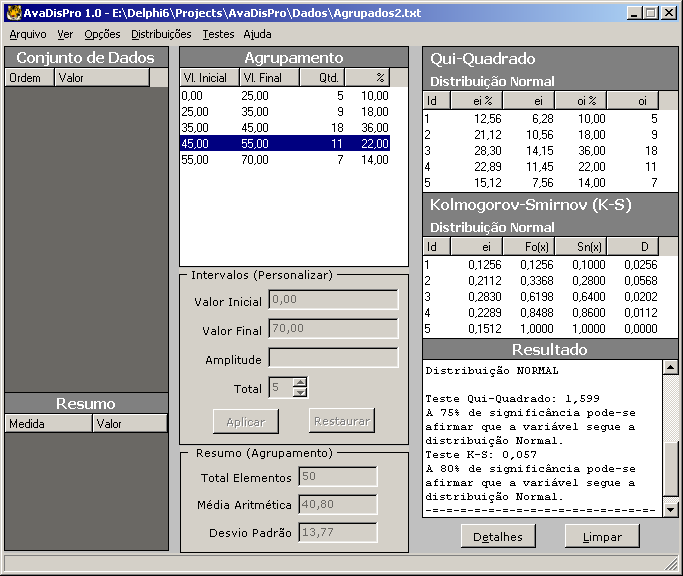 AvaDisPro 1.0 - E:\Delphi6\Projects\AvaDisPro\Dados\Agrupados2.txt
Arquivo Ver Opções Distribuições Testes Ajuda
Conjunto de Dados
Ordem Valor
Resumo
Medida Valor
Agrupamento
Vl. Inicial Vl. Final Qtd. %
0,00 25,00 5 10,00
25,00 35,00 9 18,00
35,00 45,00 18 36,00
45,00 55,00 11 22,00
55,00 70,00 7 14,00
Intervalos (Personalizar)
Valor Inicial 0,00
Valor Final 70,00
Amplitude
Total 5
Aplicar Restaurar
Resumo (Agrupamento)
Total Elementos 50
Média Aritmética 40,80
Desvio Padrão 13,77
Qui-Quadrado
Distribuição Normal
Id ei % ei oi % oi
1 12,56 6,28 10,00 5
2 21,12 10,56 18,00 9
3 28,30 14,15 36,00 18
4 22,89 11,45 22,00 11
5 15,12 7,56 14,00 7
Kolmogorov-Smirnov (K-S)
Distribuição Normal
Id ei Fo(x) Sn(x) D
1 0,1256 0,1256 0,1000 0,0256
2 0,2112 0,3368 0,2800 0,0568
3 0,2830 0,6198 0,6400 0,0202
4 0,2289 0,8488 0,8600 0,0112
5 0,1512 1,0000 1,0000 0,0000
Resultado
Distribuição NORMAL
Teste Qui-Quadrado: 1,599
A 75% de significância pode-se
afirmar que a variável segue a
distribuição Normal.
Teste K-S: 0,057
A 80% de significância pode-se
afirmar que a variável segue a
distribuição Normal.
-=-=-=-=-=-=-=-=-=-=-=-=-=-=-
Detalhes Limpar